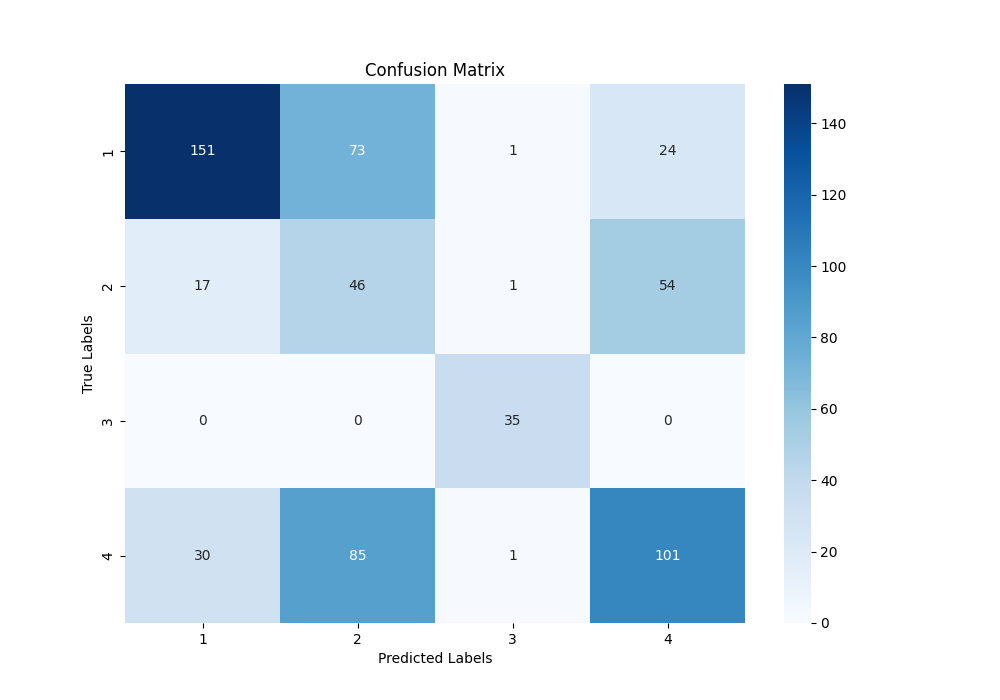 Confusion Matrix
1 151 73 1 24
2 17 46 1 54
3 0 0 35 0
4 30 85 1 101
1 2 3 4
Predicted Labels
True Labels
140
120
100
80
60
40
20
0